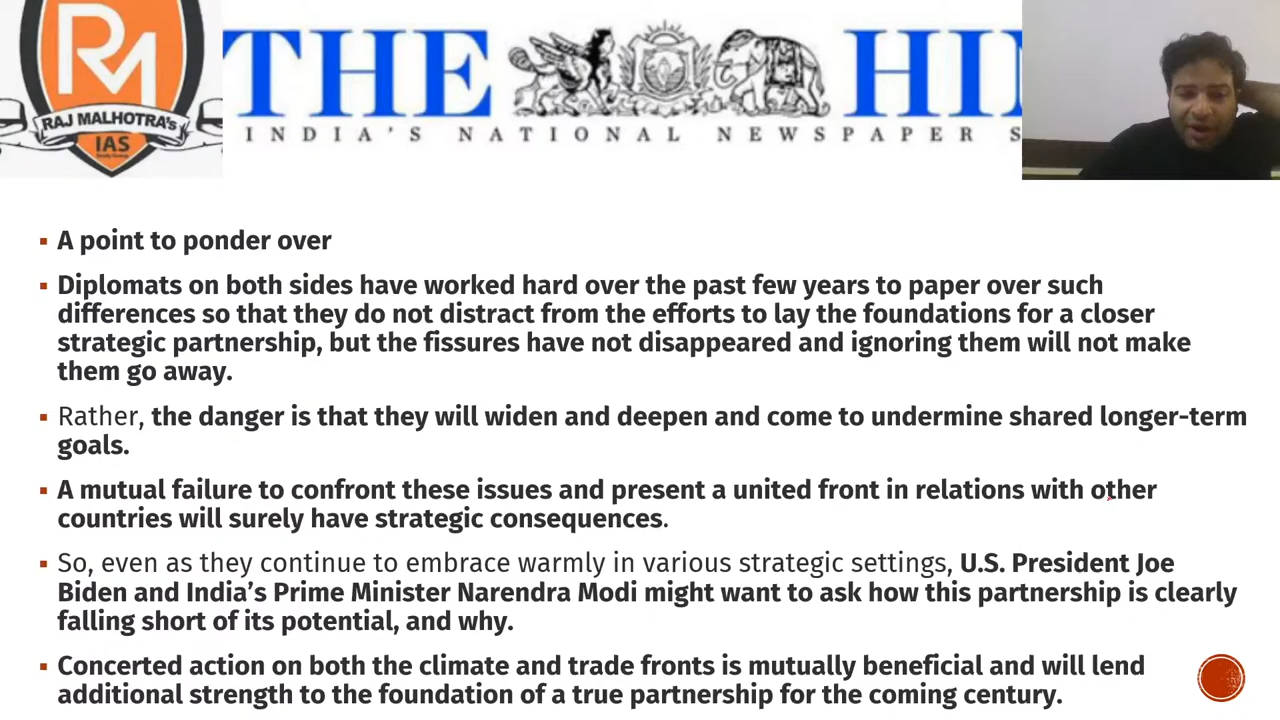 RM
RAJ MALHOTRA'S
IAS
THE HI
INDIA'S NATIONAL NEWSPAPER S
A point to ponder over
Diplomats on both sides have worked hard over the past few years to paper over such
differences so that they do not distract from the efforts to lay the foundations for a closer
strategic partnership, but the fissures have not disappeared and ignoring them will not make
them go away.
Rather, the danger is that they will widen and deepen and come to undermine shared longer-term
goals.
A mutual failure to confront these issues and present a united front in relations with other
countries will surely have strategic consequences.
So, even as they continue to embrace warmly in various strategic settings, U.S. President Joe
Biden and India’s Prime Minister Narendra Modi might want to ask how this partnership is clearly
falling short of its potential, and why.
Concerted action on both the climate and trade fronts is mutually beneficial and will lend
additional strength to the foundation of a true partnership for the coming century.